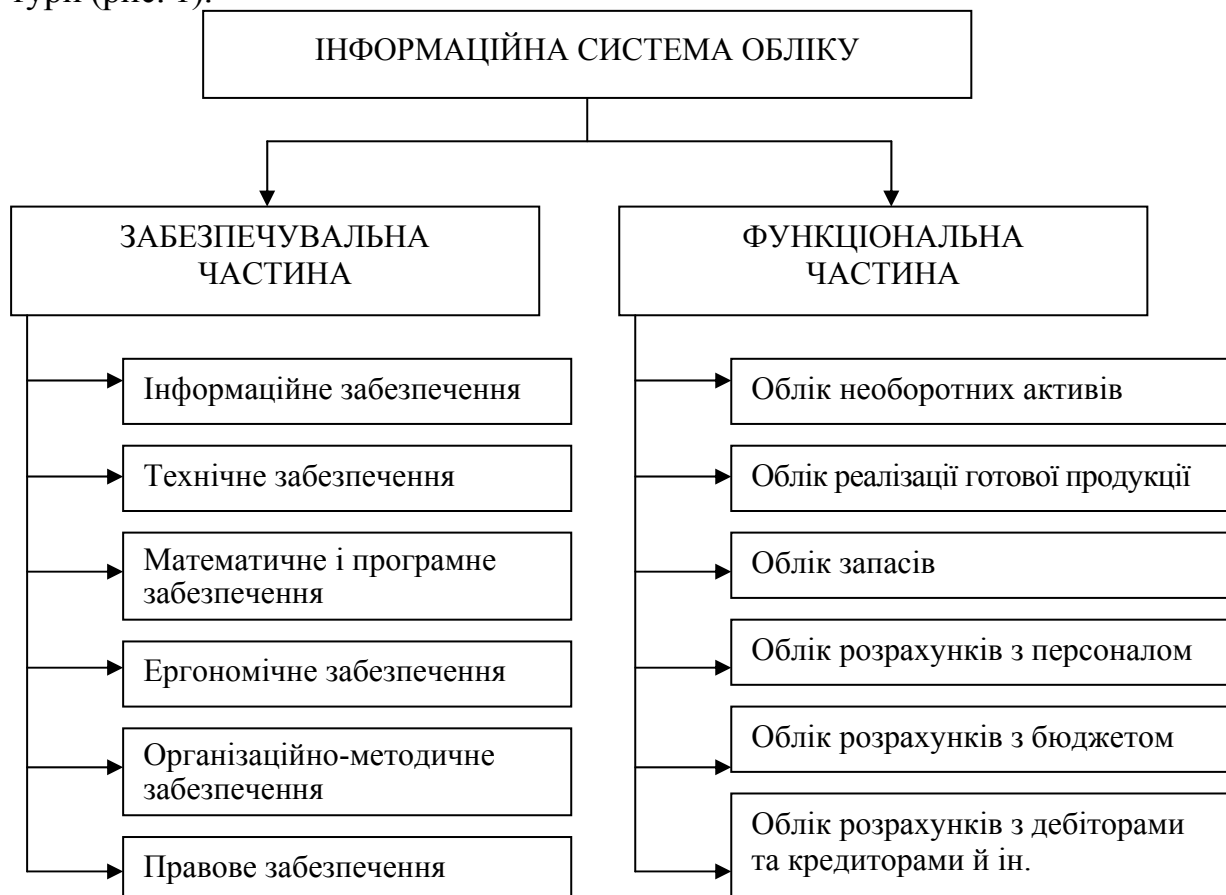 тури (рис. 1).
ІНФОРМАЦІЙНА СИСТЕМА ОБЛІКУ
ЗАБЕЗПЕЧУВАЛЬНА
ЧАСТИНА
Інформаційне забезпечення
Технічне забезпечення
Математичне і програмне
забезпечення
Ергономічне забезпечення
Організаційно-методичне
забезпечення
Правове забезпечення
ФУНКЦІОНАЛЬНА
ЧАСТИНА
Облік необоротних активів
Облік реалізації готової продукції
Облік запасів
Облік розрахунків з персоналом
Облік розрахунків з бюджетом
Облік розрахунків з дебіторами
та кредиторами й ін.